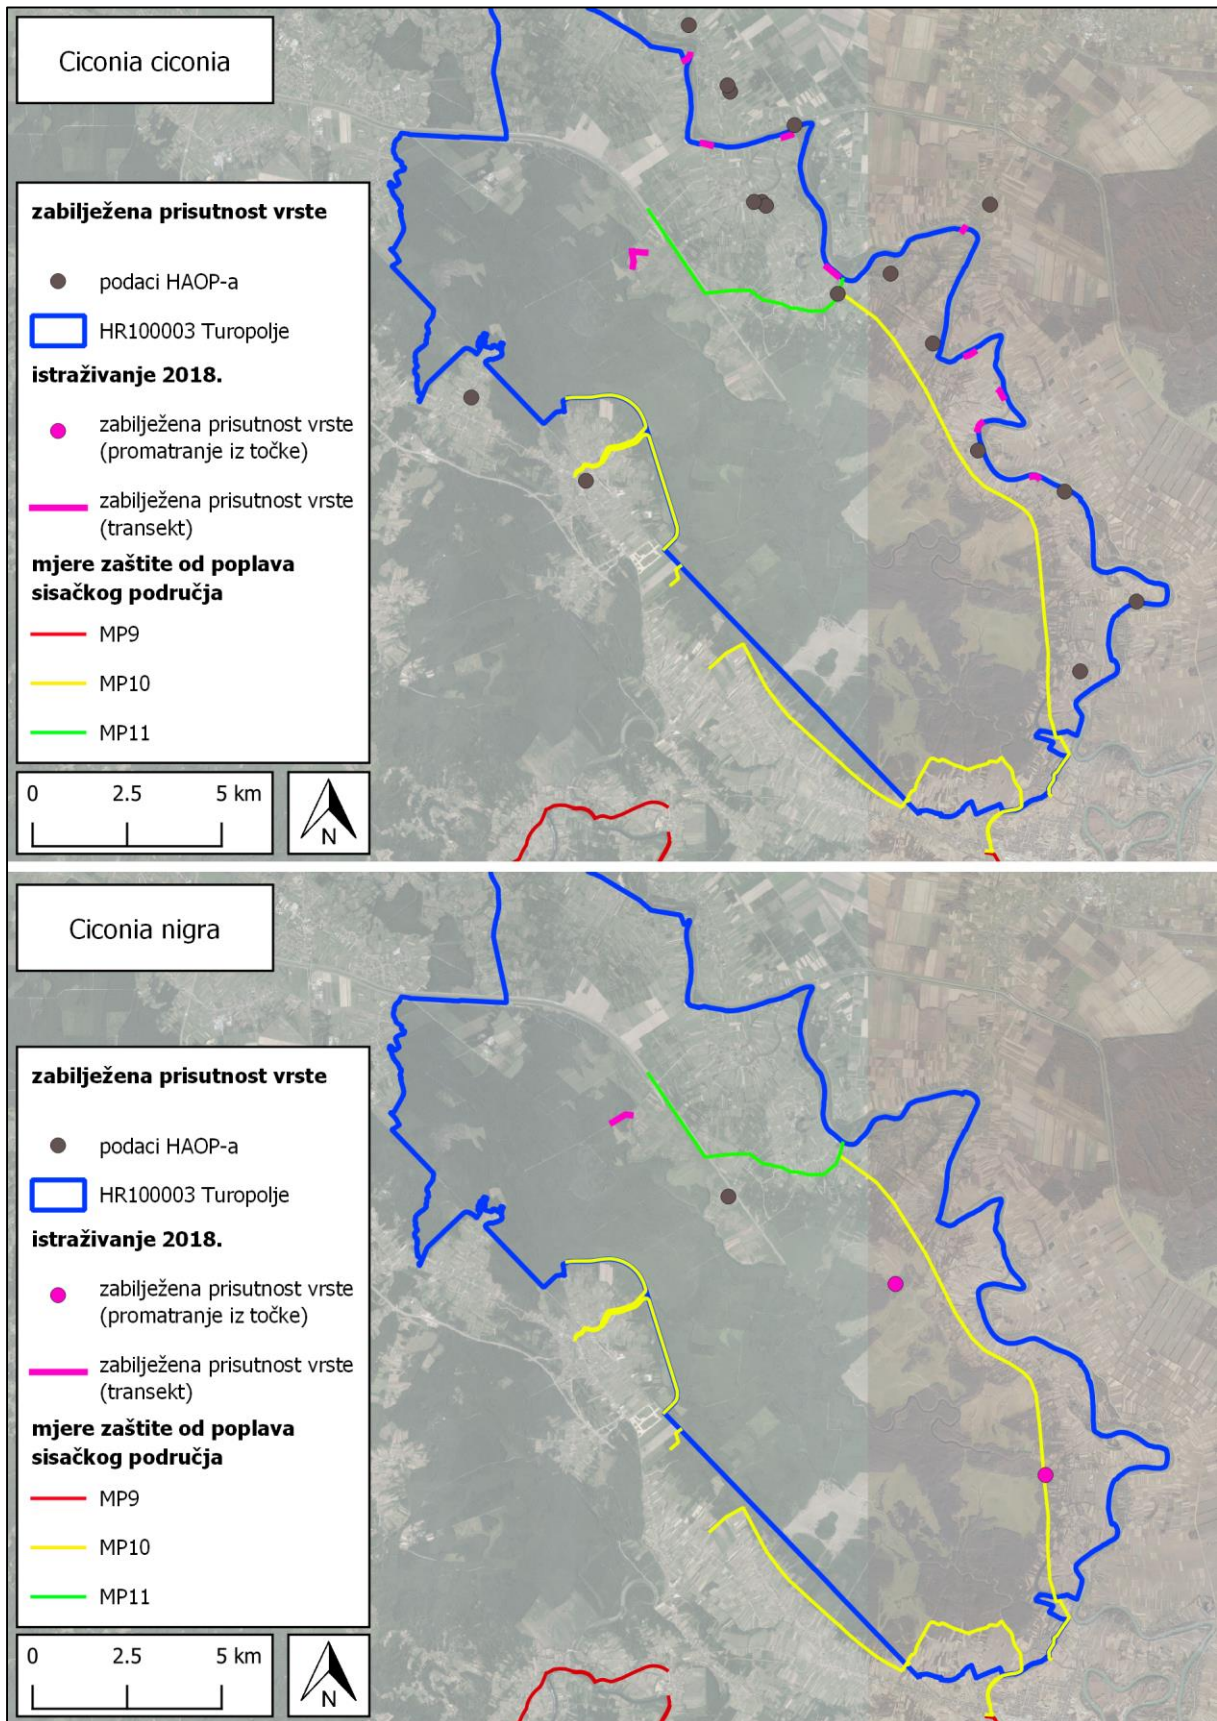 Ciconia ciconia
zabilježena prisutnost vrste
podaci HAOP-a
HR100003 Turopolje
istraživanje 2018.
zabilježena prisutnost vrste
(promatranje iz točke)
zabilježena prisutnost vrste
(transekt)
mjere zaštite od poplava
sisačkog područja
MP9
MP10
MP11
0 2.5 5 km
N
Ciconia nigra
zabilježena prisutnost vrste
podaci HAOP-a
HR100003 Turopolje
istraživanje 2018.
zabilježena prisutnost vrste
(promatranje iz točke)
zabilježena prisutnost vrste
(transekt)
mjere zaštite od poplava
sisačkog područja
MP9
MP10
MP11
0 2.5 5 km
N